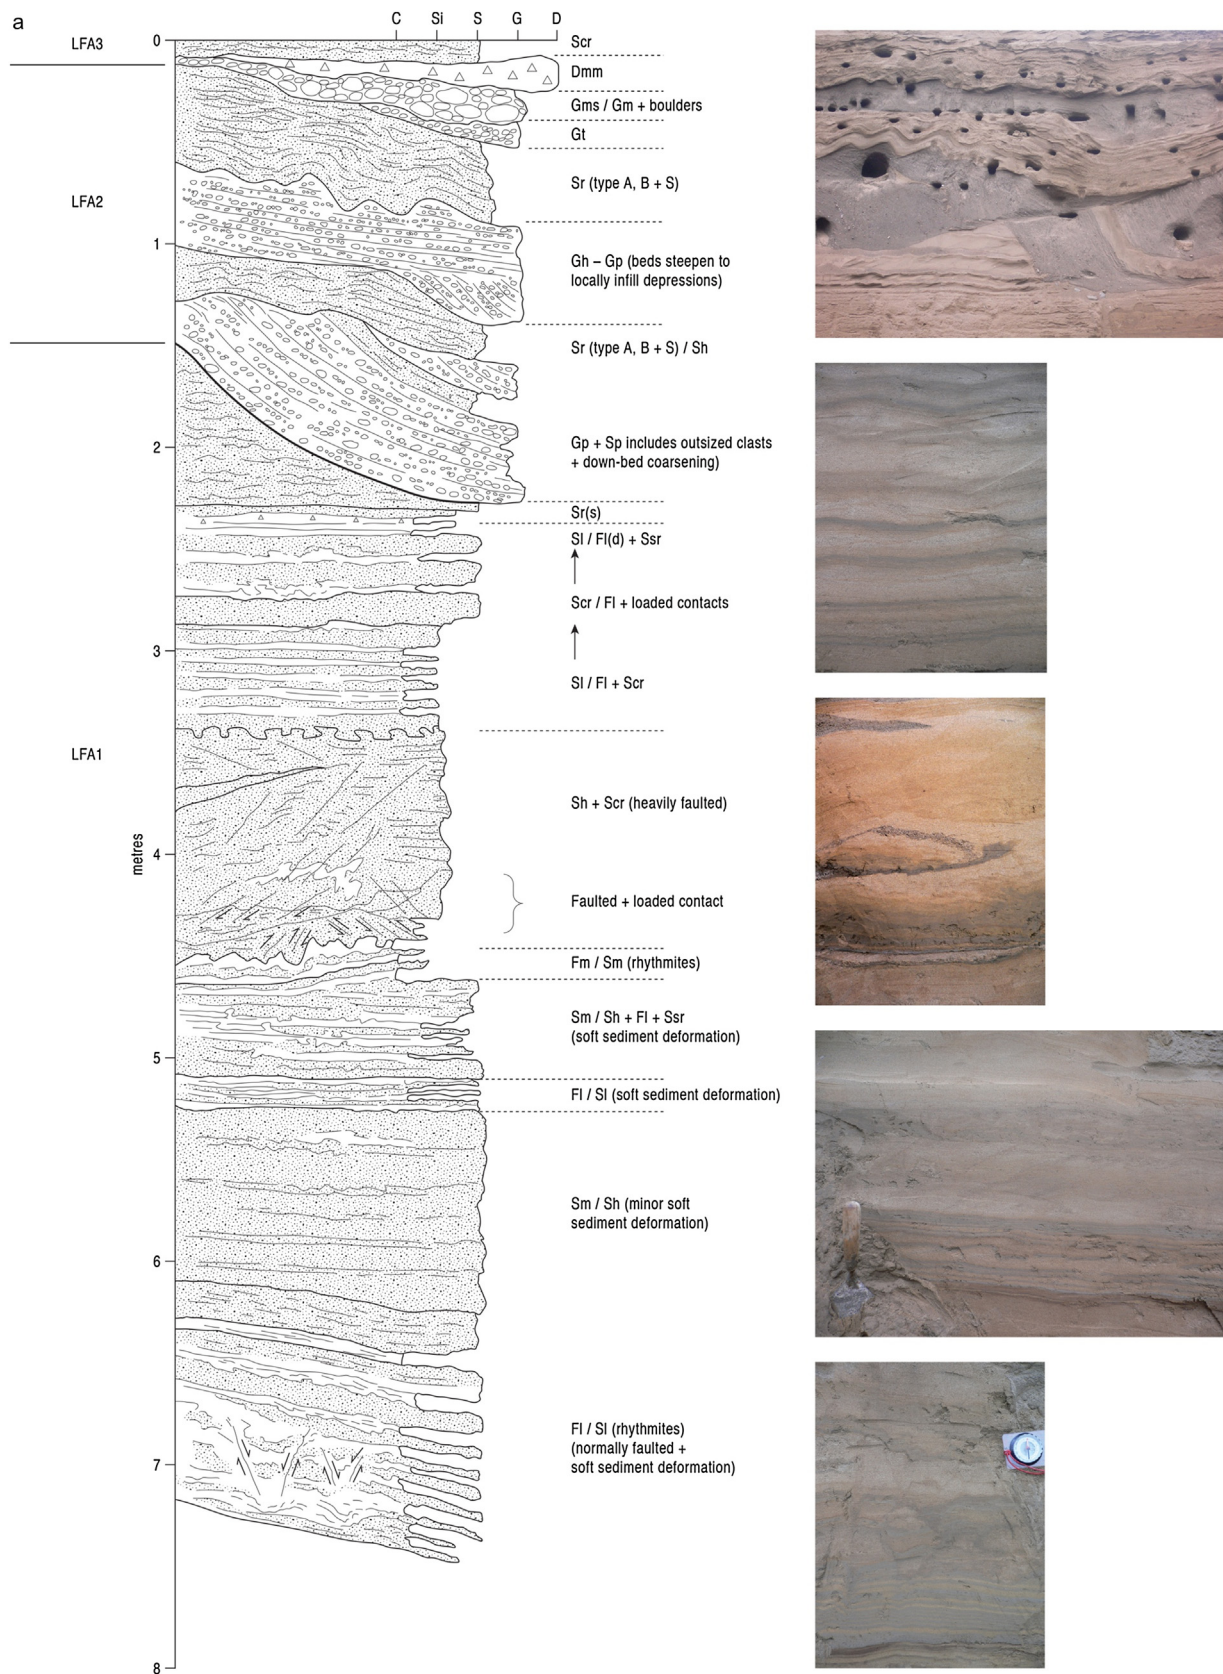 a
C Si S G D
0
LFA3
Scr
Dmm
Gms / Gm + boulders
Gt
Sr (type A, B + S)
LFA2
1
Gh – Gp (beds steepen to
locally infill depressions)
Sr (type A, B + S) / Sh
2
Gp + Sp includes outsized clasts
+ down-bed coarsening)
Sr(s)
Sl / Fl(d) + Ssr
Scr / Fl + loaded contacts
3
Sl / Fl + Scr
LFA1
Sh + Scr (heavily faulted)
metres
4
Faulted + loaded contact
Fm / Sm (rhythmites)
Sm / Sh + Fl + Ssr
(soft sediment deformation)
5
Fl / Sl (soft sediment deformation)
Sm / Sh (minor soft
sediment deformation)
6
Fl / Sl (rhythmites)
(normally faulted +
soft sediment deformation)
7
8